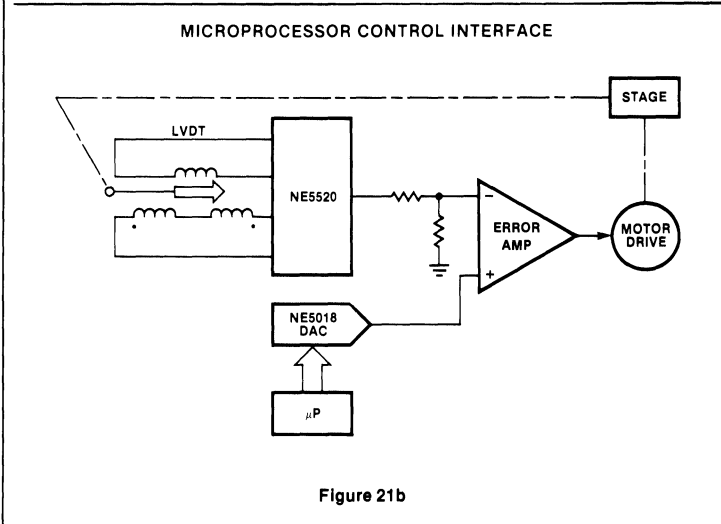 MICROPROCESSOR CONTROL INTERFACE
STAGE
LVDT
NE5520
−
ERROR
AMP
+
MOTOR
DRIVE
NE5018
DAC
μP
Figure 21b